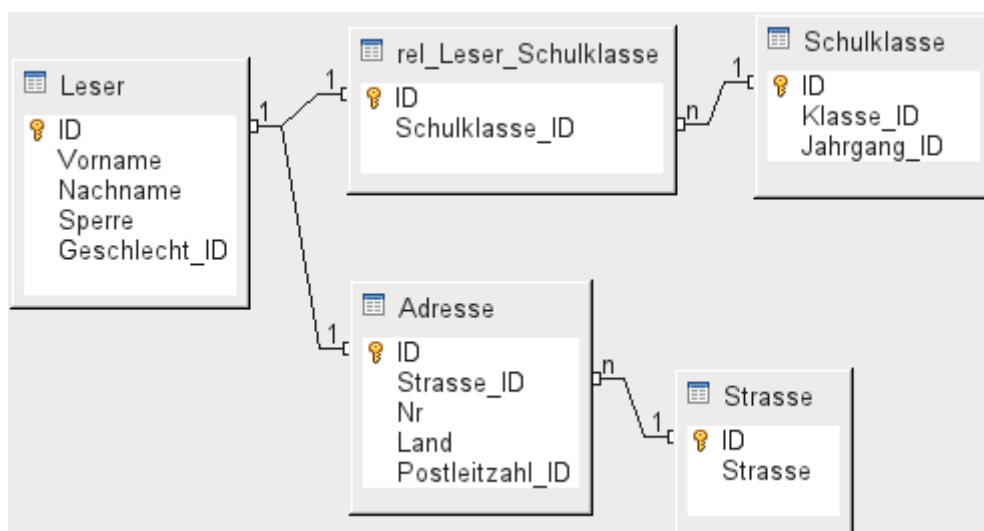 Leser
ID
Vorname
Nachname
Sperre
Geschlecht_ID
1
1
1
rel_Leser_Schulklasse
ID
Schulklasse_ID
n
1
Schulklasse
ID
Klasse_ID
Jahrgang_ID
Adresse
ID
Strasse_ID
Nr
Land
Postleitzahl_ID
n
1
Strasse
ID
Strasse